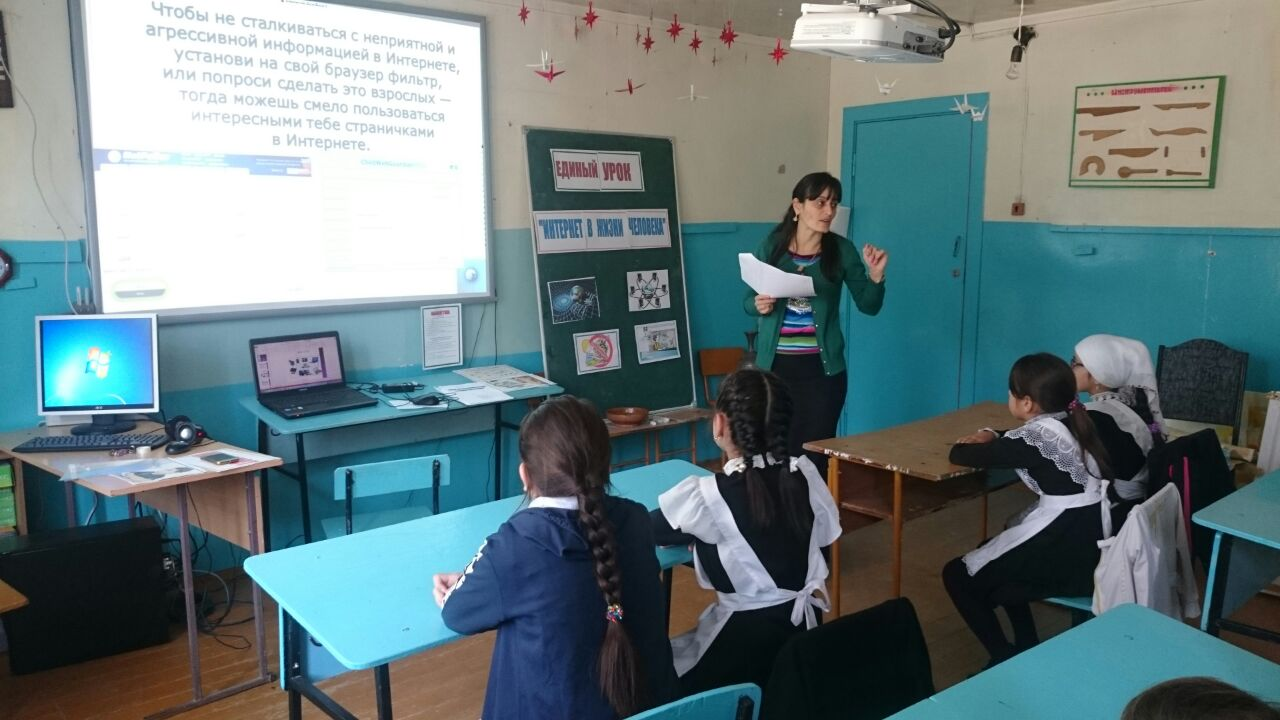 Чтобы не сталкиваться с неприятной и
агрессивной информацией в Интернете,
установи на свой браузер фильтр,
или попроси сделать это взрослых —
тогда можешь смело пользоваться
интересными тебе страничками
в Интернете.
ЕДИНЫЙ УРОК
"ИНТЕРНЕТ В ЖИЗНИ ЧЕЛОВЕКА"